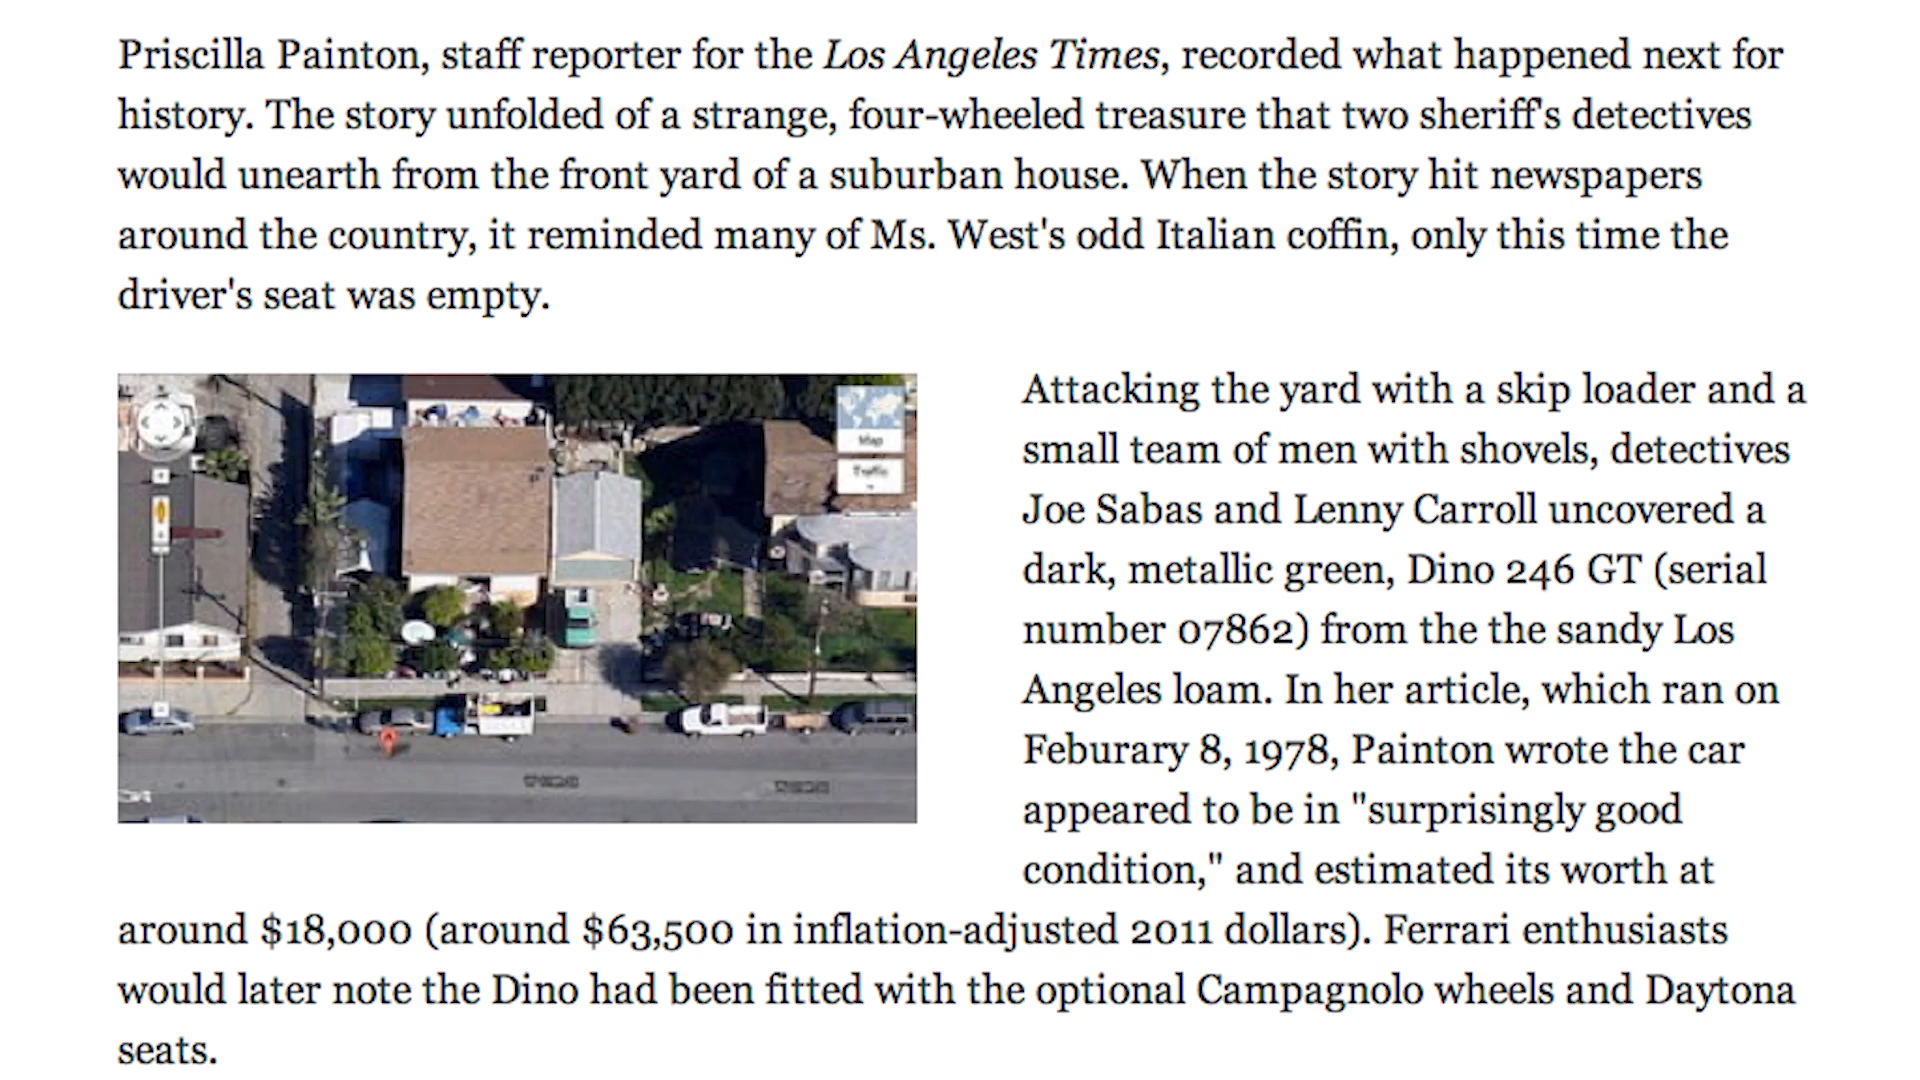 Priscilla Painton, staff reporter for the Los Angeles Times, recorded what happened next for
history. The story unfolded of a strange, four-wheeled treasure that two sheriff's detectives
would unearth from the front yard of a suburban house. When the story hit newspapers
around the country, it reminded many of Ms. West's odd Italian coffin, only this time the
driver's seat was empty.
Map
Traffic
Attacking the yard with a skip loader and a
small team of men with shovels, detectives
Joe Sabas and Lenny Carroll uncovered a
dark, metallic green, Dino 246 GT (serial
number 07862) from the the sandy Los
Angeles loam. In her article, which ran on
Feburary 8, 1978, Painton wrote the car
appeared to be in "surprisingly good
condition," and estimated its worth at
around $18,000 (around $63,500 in inflation-adjusted 2011 dollars). Ferrari enthusiasts
would later note the Dino had been fitted with the optional Campagnolo wheels and Daytona
seats.